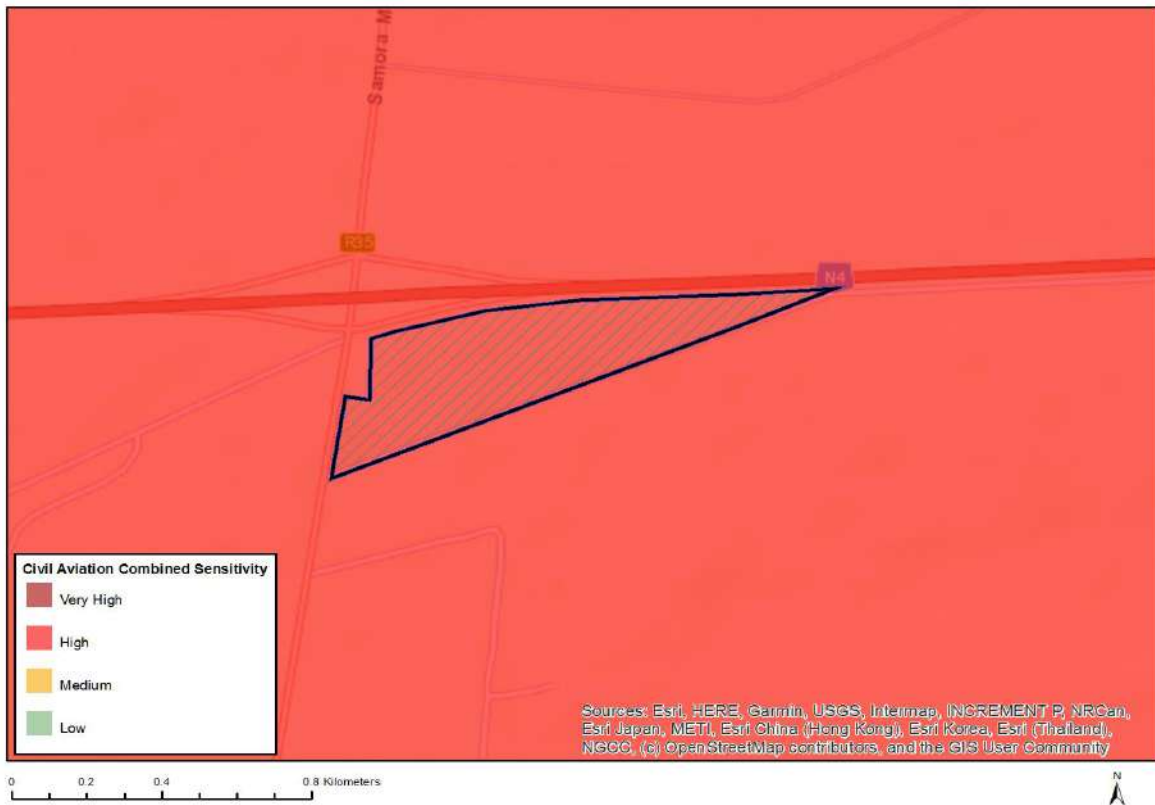 Samora M
R35
N4
Civil Aviation Combined Sensitivity
Very High
High
Medium
Low
Sources: Esri, HERE, Garmin, USGS, Intermap, INCREMENT P, NRCan,
Esri Japan, METI, Esri China (Hong Kong), Esri Korea, Esri (Thailand),
NGCC, (c) OpenStreetMap contributors, and the GIS User Community
0 0.2 0.4 0.8 Kilometers
N